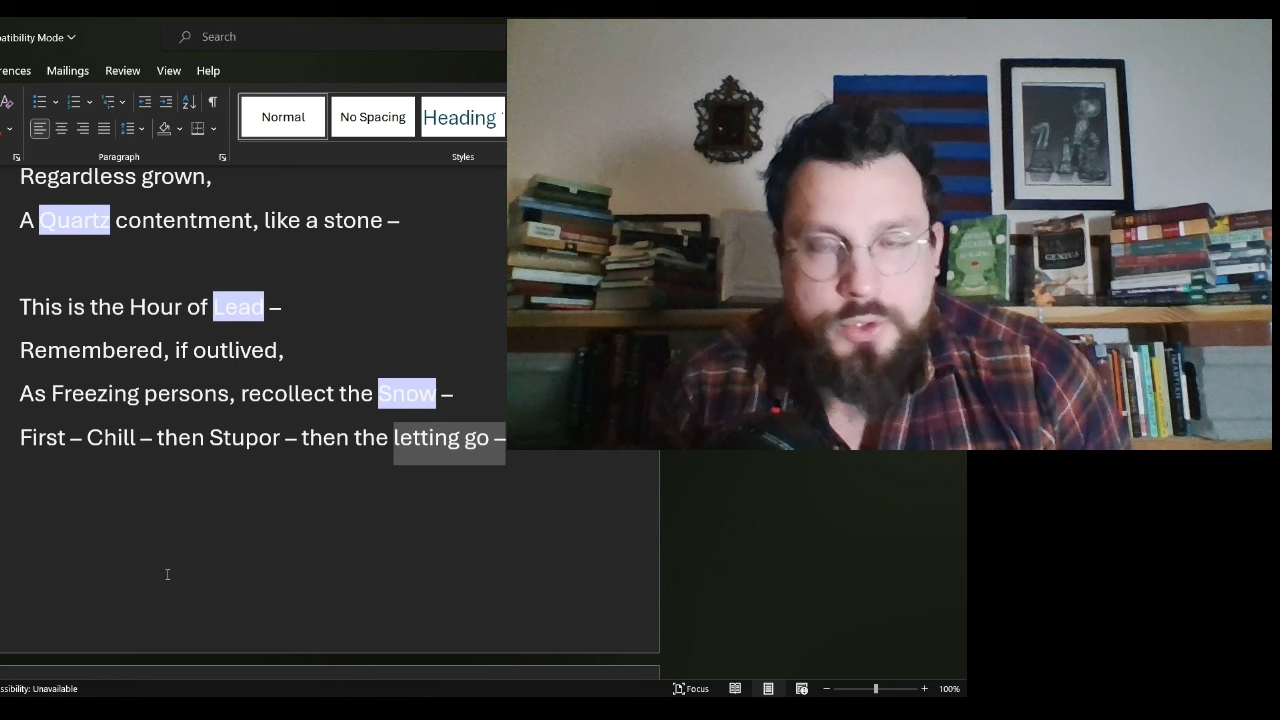 atibility Mode
Search
rences Mailings Review View Help
Normal
No Spacing
Heading
Paragraph
Styles
Regardless grown,
A Quartz contentment, like a stone –
This is the Hour of Lead –
Remembered, if outlived,
As Freezing persons, recollect the Snow –
First – Chill – then Stupor – then the letting go –
GENIUS
ssibility: Unavailable
Focus
100%